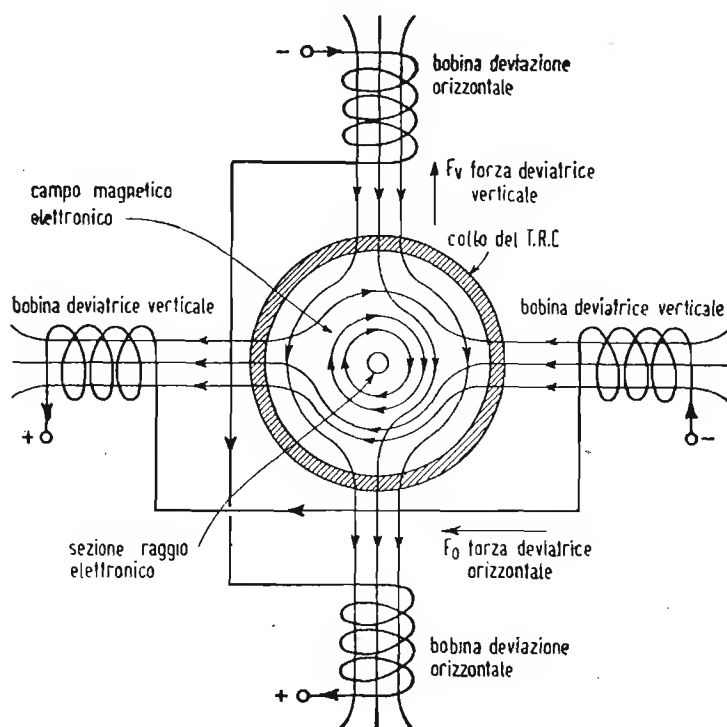 -
bobina deviazione
orizzontale
Fv forza deviatrice
verticale
campo magnetico
elettronico
collo del T.R.C
bobina deviatrice verticale
bobina deviatrice verticale
+
-
sezione raggio
elettronico
Fo forza deviatrice
orizzontale
bobina deviazione
orizzontale
+